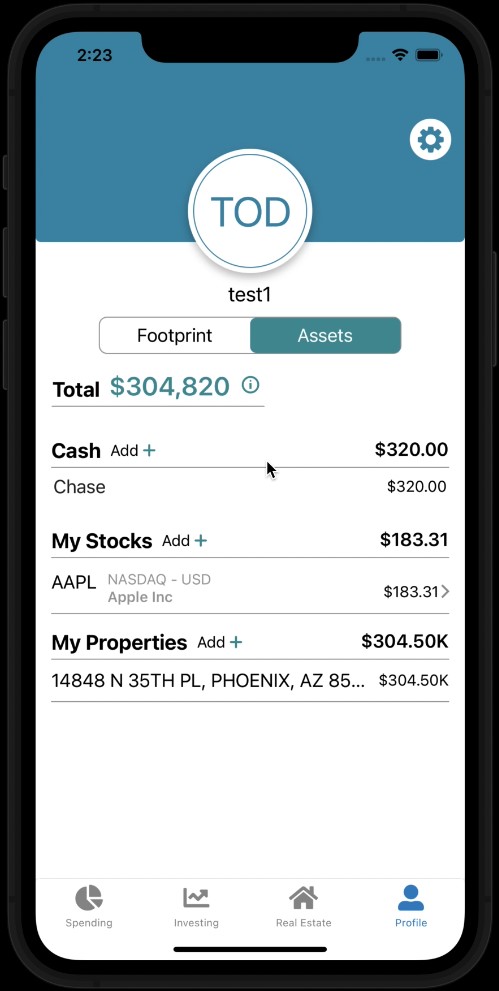 2:23
TOD
test1
Footprint Assets
Total $304,820
Cash Add + $320.00
Chase $320.00
My Stocks Add + $183.31
AAPL NASDAQ - USD
Apple Inc $183.31
My Properties Add + $304.50K
14848 N 35TH PL, PHOENIX, AZ 85... $304.50K
Spending Investing Real Estate Profile